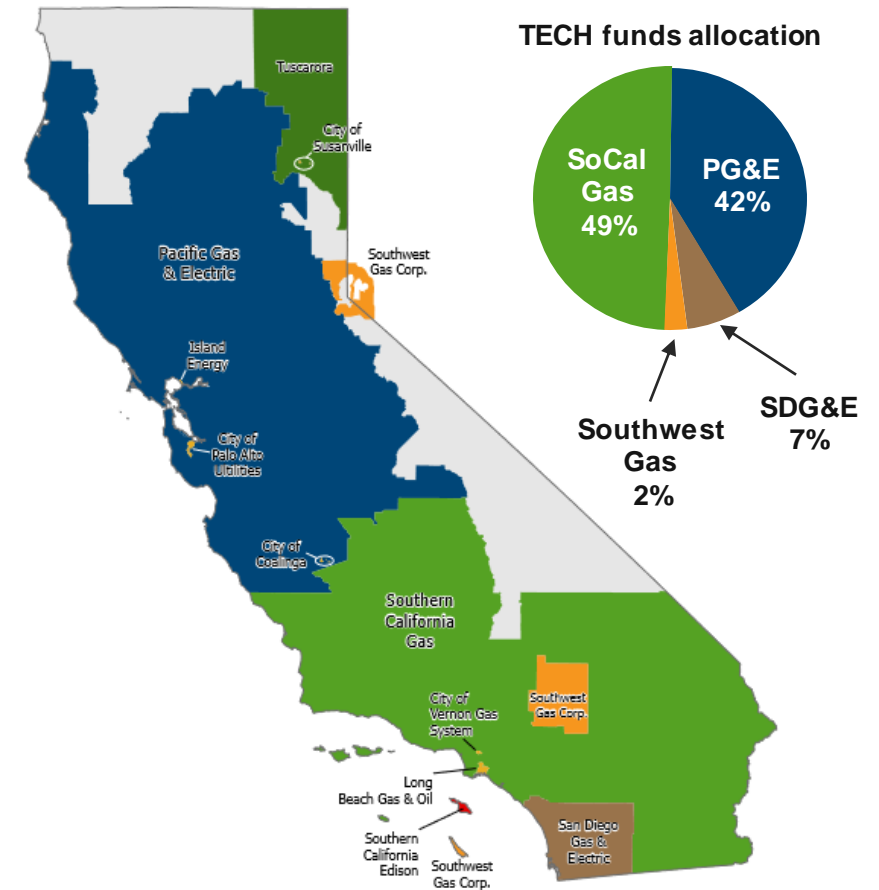 TECH funds allocation
SoCal
Gas
49%
PG&E
42%
Southwest
Gas
2%
SDG&E
7%
Tuscarora
City of
Susanville
Pacific Gas
& Electric
Southwest
Gas Corp.
Island
Energy
City of
Palo Alto
Ultilities
City of
Coalinga
Southern
California
Gas
City of
Vernon Gas
System
Southwest
Gas Corp.
Long
Beach Gas & Oil
Southern
California
Edison
Southwest
Gas Corp.
San Diego
Gas &
Electric